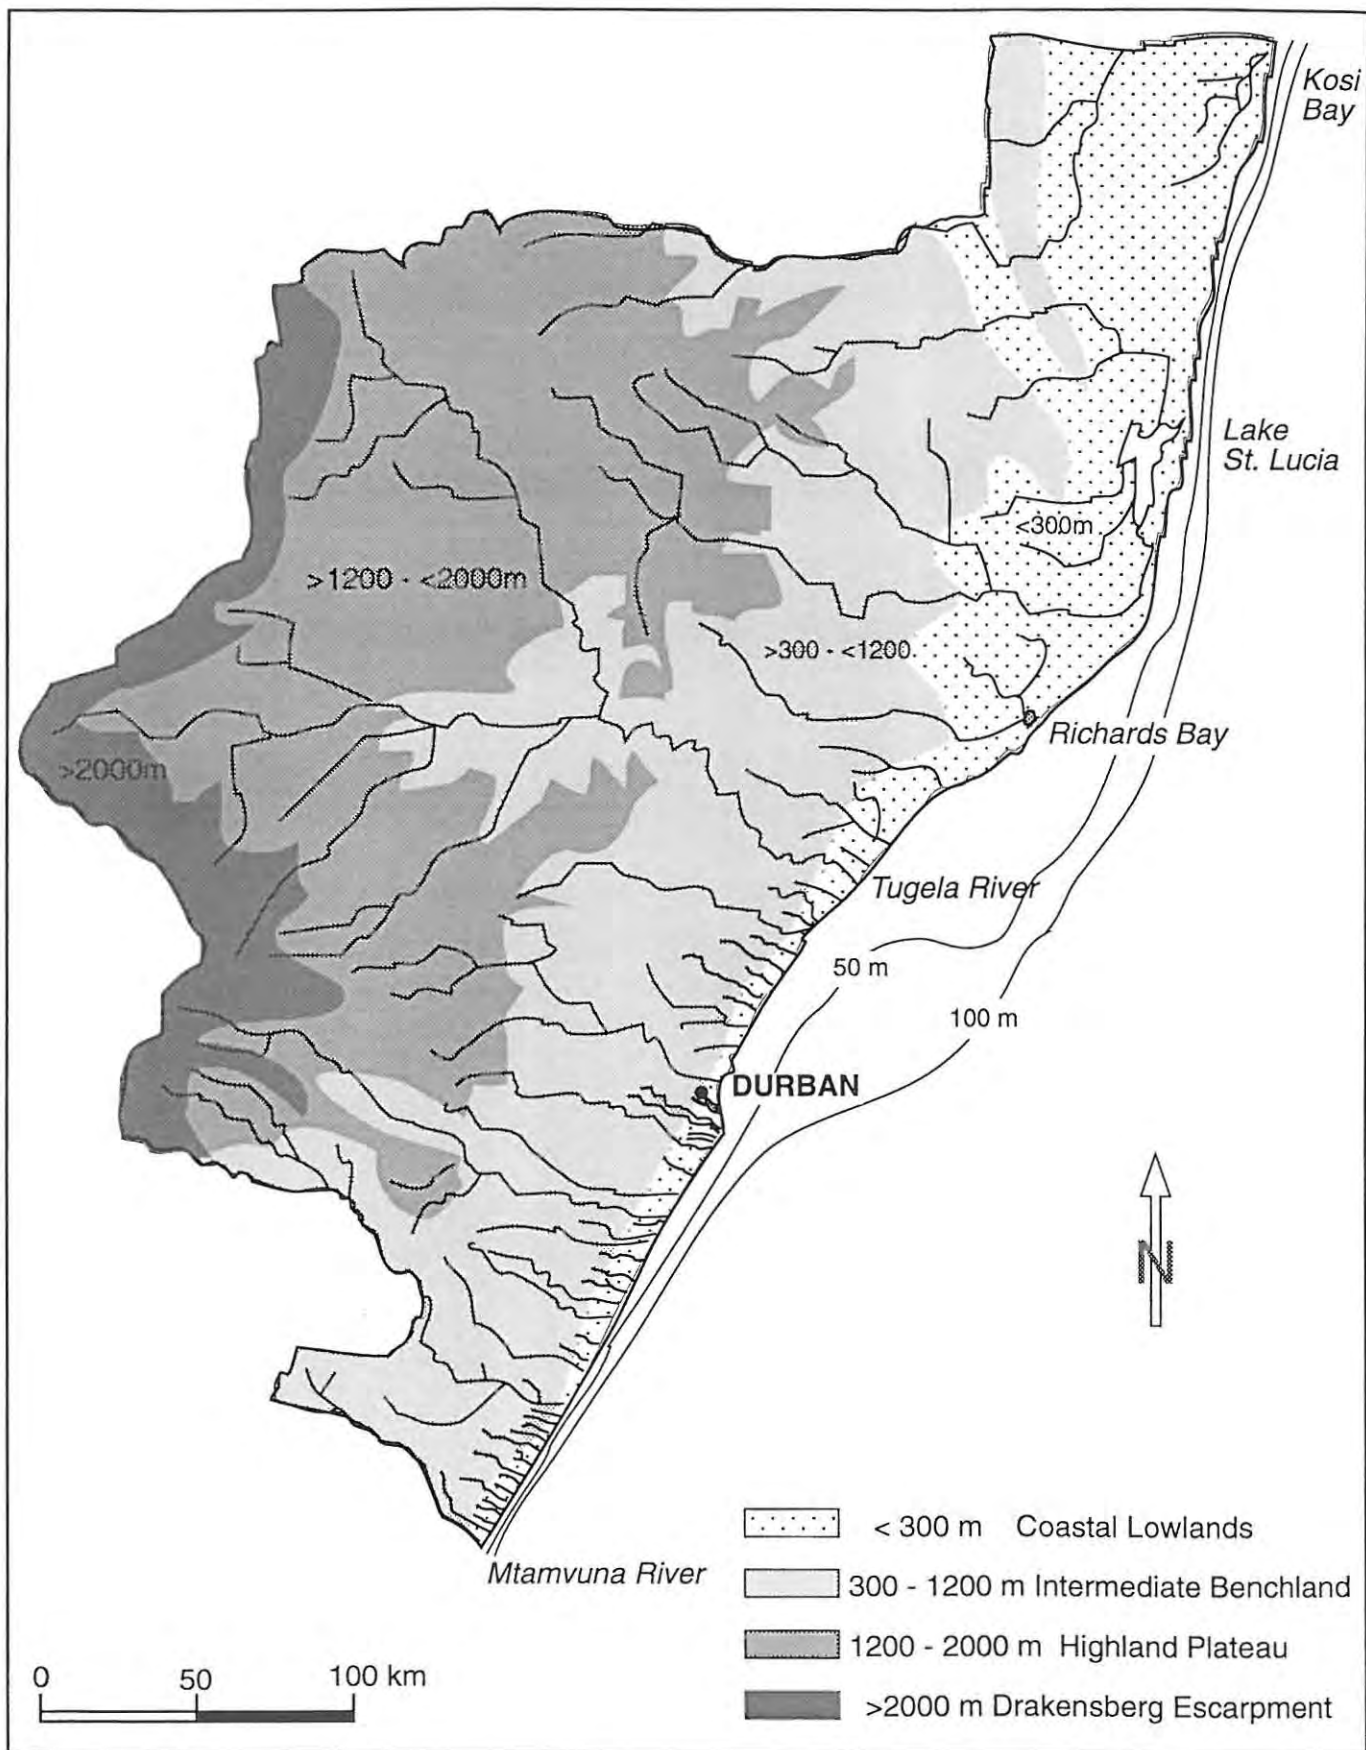 Kosi
Bay
Lake
St. Lucia
<300m
>1200 - <2000m
>300 - <1200.
Richards Bay
>2000m
Tugela River
50 m
100 m
DURBAN
N
Mtamvuna River
< 300 m Coastal Lowlands
300 - 1200 m Intermediate Benchland
1200 - 2000 m Highland Plateau
>2000 m Drakensberg Escarpment
0 50 100 km